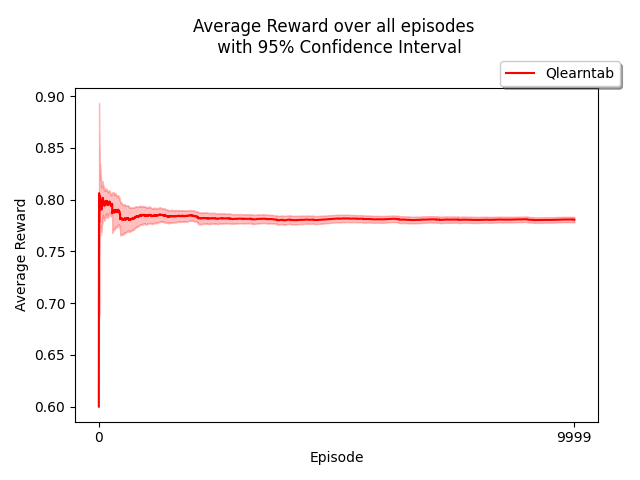 Average Reward over all episodes
with 95% Confidence Interval
Qlearntab
0.90
0.85
0.80
0.75
0.70
0.65
0.60
Average Reward
0
9999
Episode